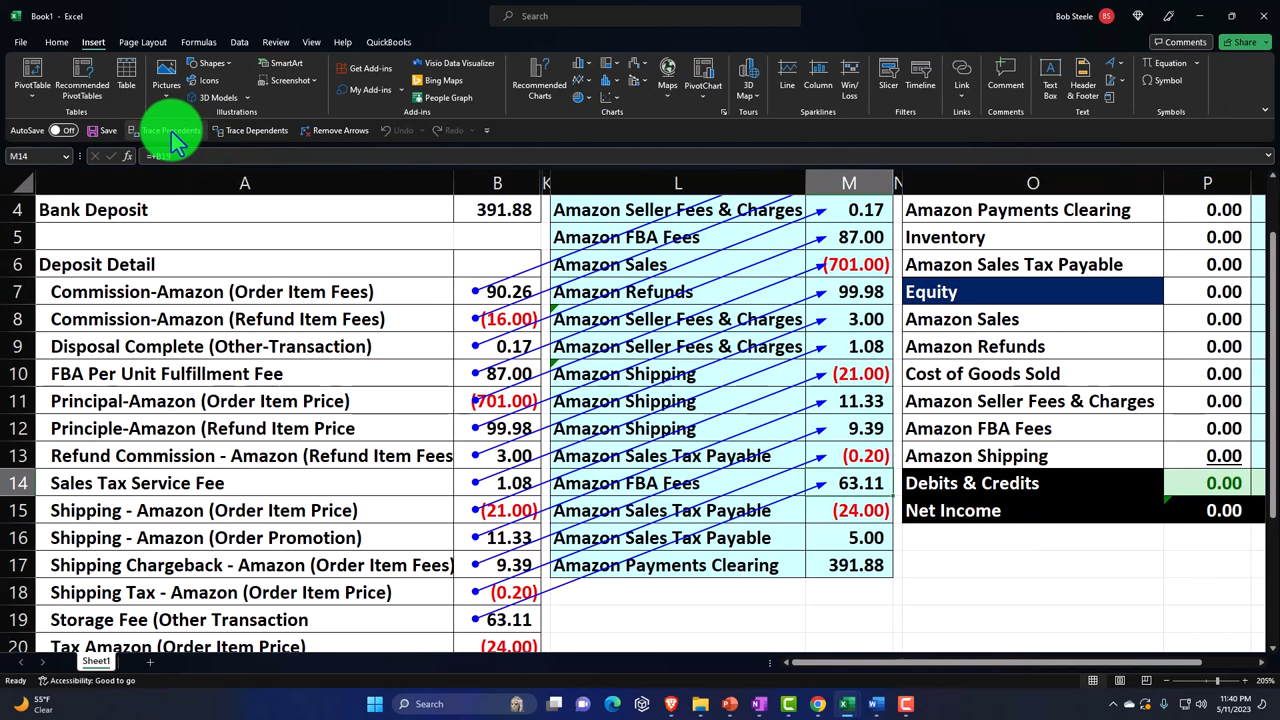 Book1 - Excel
Search
Bob Steele
BS
File Home Insert Page Layout Formulas Data Review View Help QuickBooks
Comments
Share
PivotTable
Recommended PivotTables
Table
Tables
Pictures
Shapes
Icons
3D Models
SmartArt
Screenshot
Illustrations
Get Add-ins
My Add-ins
Visio Data Visualizer
Bing Maps
People Graph
Add-ins
Recommended Charts
Charts
Maps
PivotChart
3D Map
Tours
Line
Column
Win/Loss
Sparklines
Slicer
Timeline
Filters
Link
Links
Comment
Comments
Text Box
Header & Footer
Text
Equation
Symbol
Symbols
AutoSave Off Save Trace Precedents Trace Dependents Remove Arrows Undo Redo
M14 fx =+B19
A B K L M N O P
4 Bank Deposit 391.88 Amazon Seller Fees & Charges 0.17 Amazon Payments Clearing 0.00
5 Amazon FBA Fees 87.00 Inventory 0.00
6 Deposit Detail Amazon Sales (701.00) Amazon Sales Tax Payable 0.00
7 Commission-Amazon (Order Item Fees) 90.26 Amazon Refunds 99.98 Equity 0.00
8 Commission-Amazon (Refund Item Fees) (16.00) Amazon Seller Fees & Charges 3.00 Amazon Sales 0.00
9 Disposal Complete (Other-Transaction) 0.17 Amazon Seller Fees & Charges 1.08 Amazon Refunds 0.00
10 FBA Per Unit Fulfillment Fee 87.00 Amazon Shipping (21.00) Cost of Goods Sold 0.00
11 Principal-Amazon (Order Item Price) (701.00) Amazon Shipping 11.33 Amazon Seller Fees & Charges 0.00
12 Principle-Amazon (Refund Item Price 99.98 Amazon Shipping 9.39 Amazon FBA Fees 0.00
13 Refund Commission - Amazon (Refund Item Fees 3.00 Amazon Sales Tax Payable (0.20) Amazon Shipping 0.00
14 Sales Tax Service Fee 1.08 Amazon FBA Fees 63.11 Debits & Credits 0.00
15 Shipping - Amazon (Order Item Price) (21.00) Amazon Sales Tax Payable (24.00) Net Income 0.00
16 Shipping - Amazon (Order Promotion) 11.33 Amazon Sales Tax Payable 5.00
17 Shipping Chargeback - Amazon (Order Item Fees) 9.39 Amazon Payments Clearing 391.88
18 Shipping Tax - Amazon (Order Item Price) (0.20)
19 Storage Fee (Other Transaction 63.11
20 Tax Amazon (Order Item Price) (24.00)
Sheet1
Ready Accessibility: Good to go 205%
55°F
Clear
Search
11:40 PM
5/11/2023